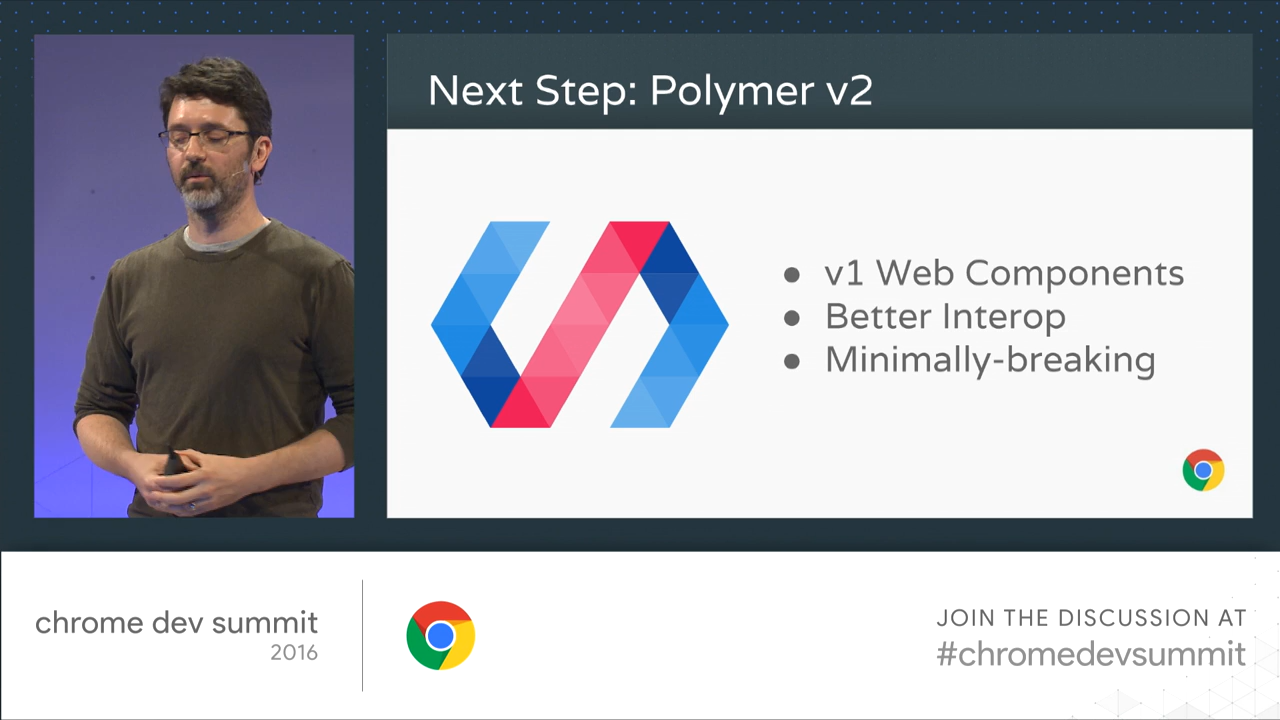 Next Step: Polymer v2
● v1 Web Components
● Better Interop
● Minimally-breaking
chrome dev summit
2016
JOIN THE DISCUSSION AT
#chromedevsummit